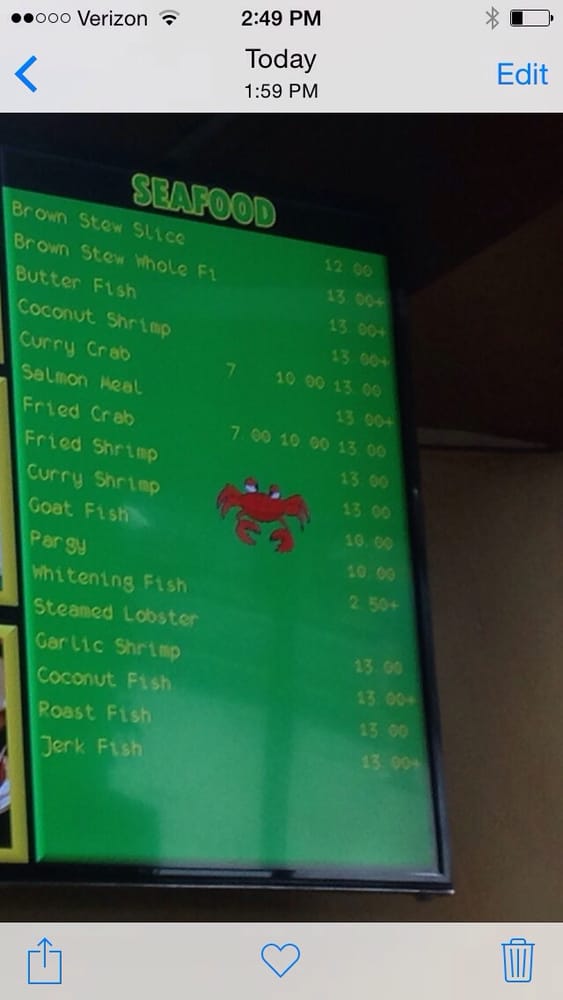 Verizon 2:49 PM
Today
1:59 PM
Edit
SEAFOOD
Brown Stew Slice 12 00
Brown Stew Whole Fi 13 00+
Butter Fish 13 00+
Coconut Shrimp 13 00+
Curry Crab 7 10 00 13 00
Salmon Meal 13 00+
Fried Crab 7 00 10 00 13 00
Fried Shrimp 13 00
Curry Shrimp 13 00
Goat Fish 10.00
Pargy 10 00
Whitening Fish 2 50+
Steamed Lobster
Garlic Shrimp 13 00
Coconut Fish 13 00+
Roast Fish 13 00
Jerk Fish 13 00+